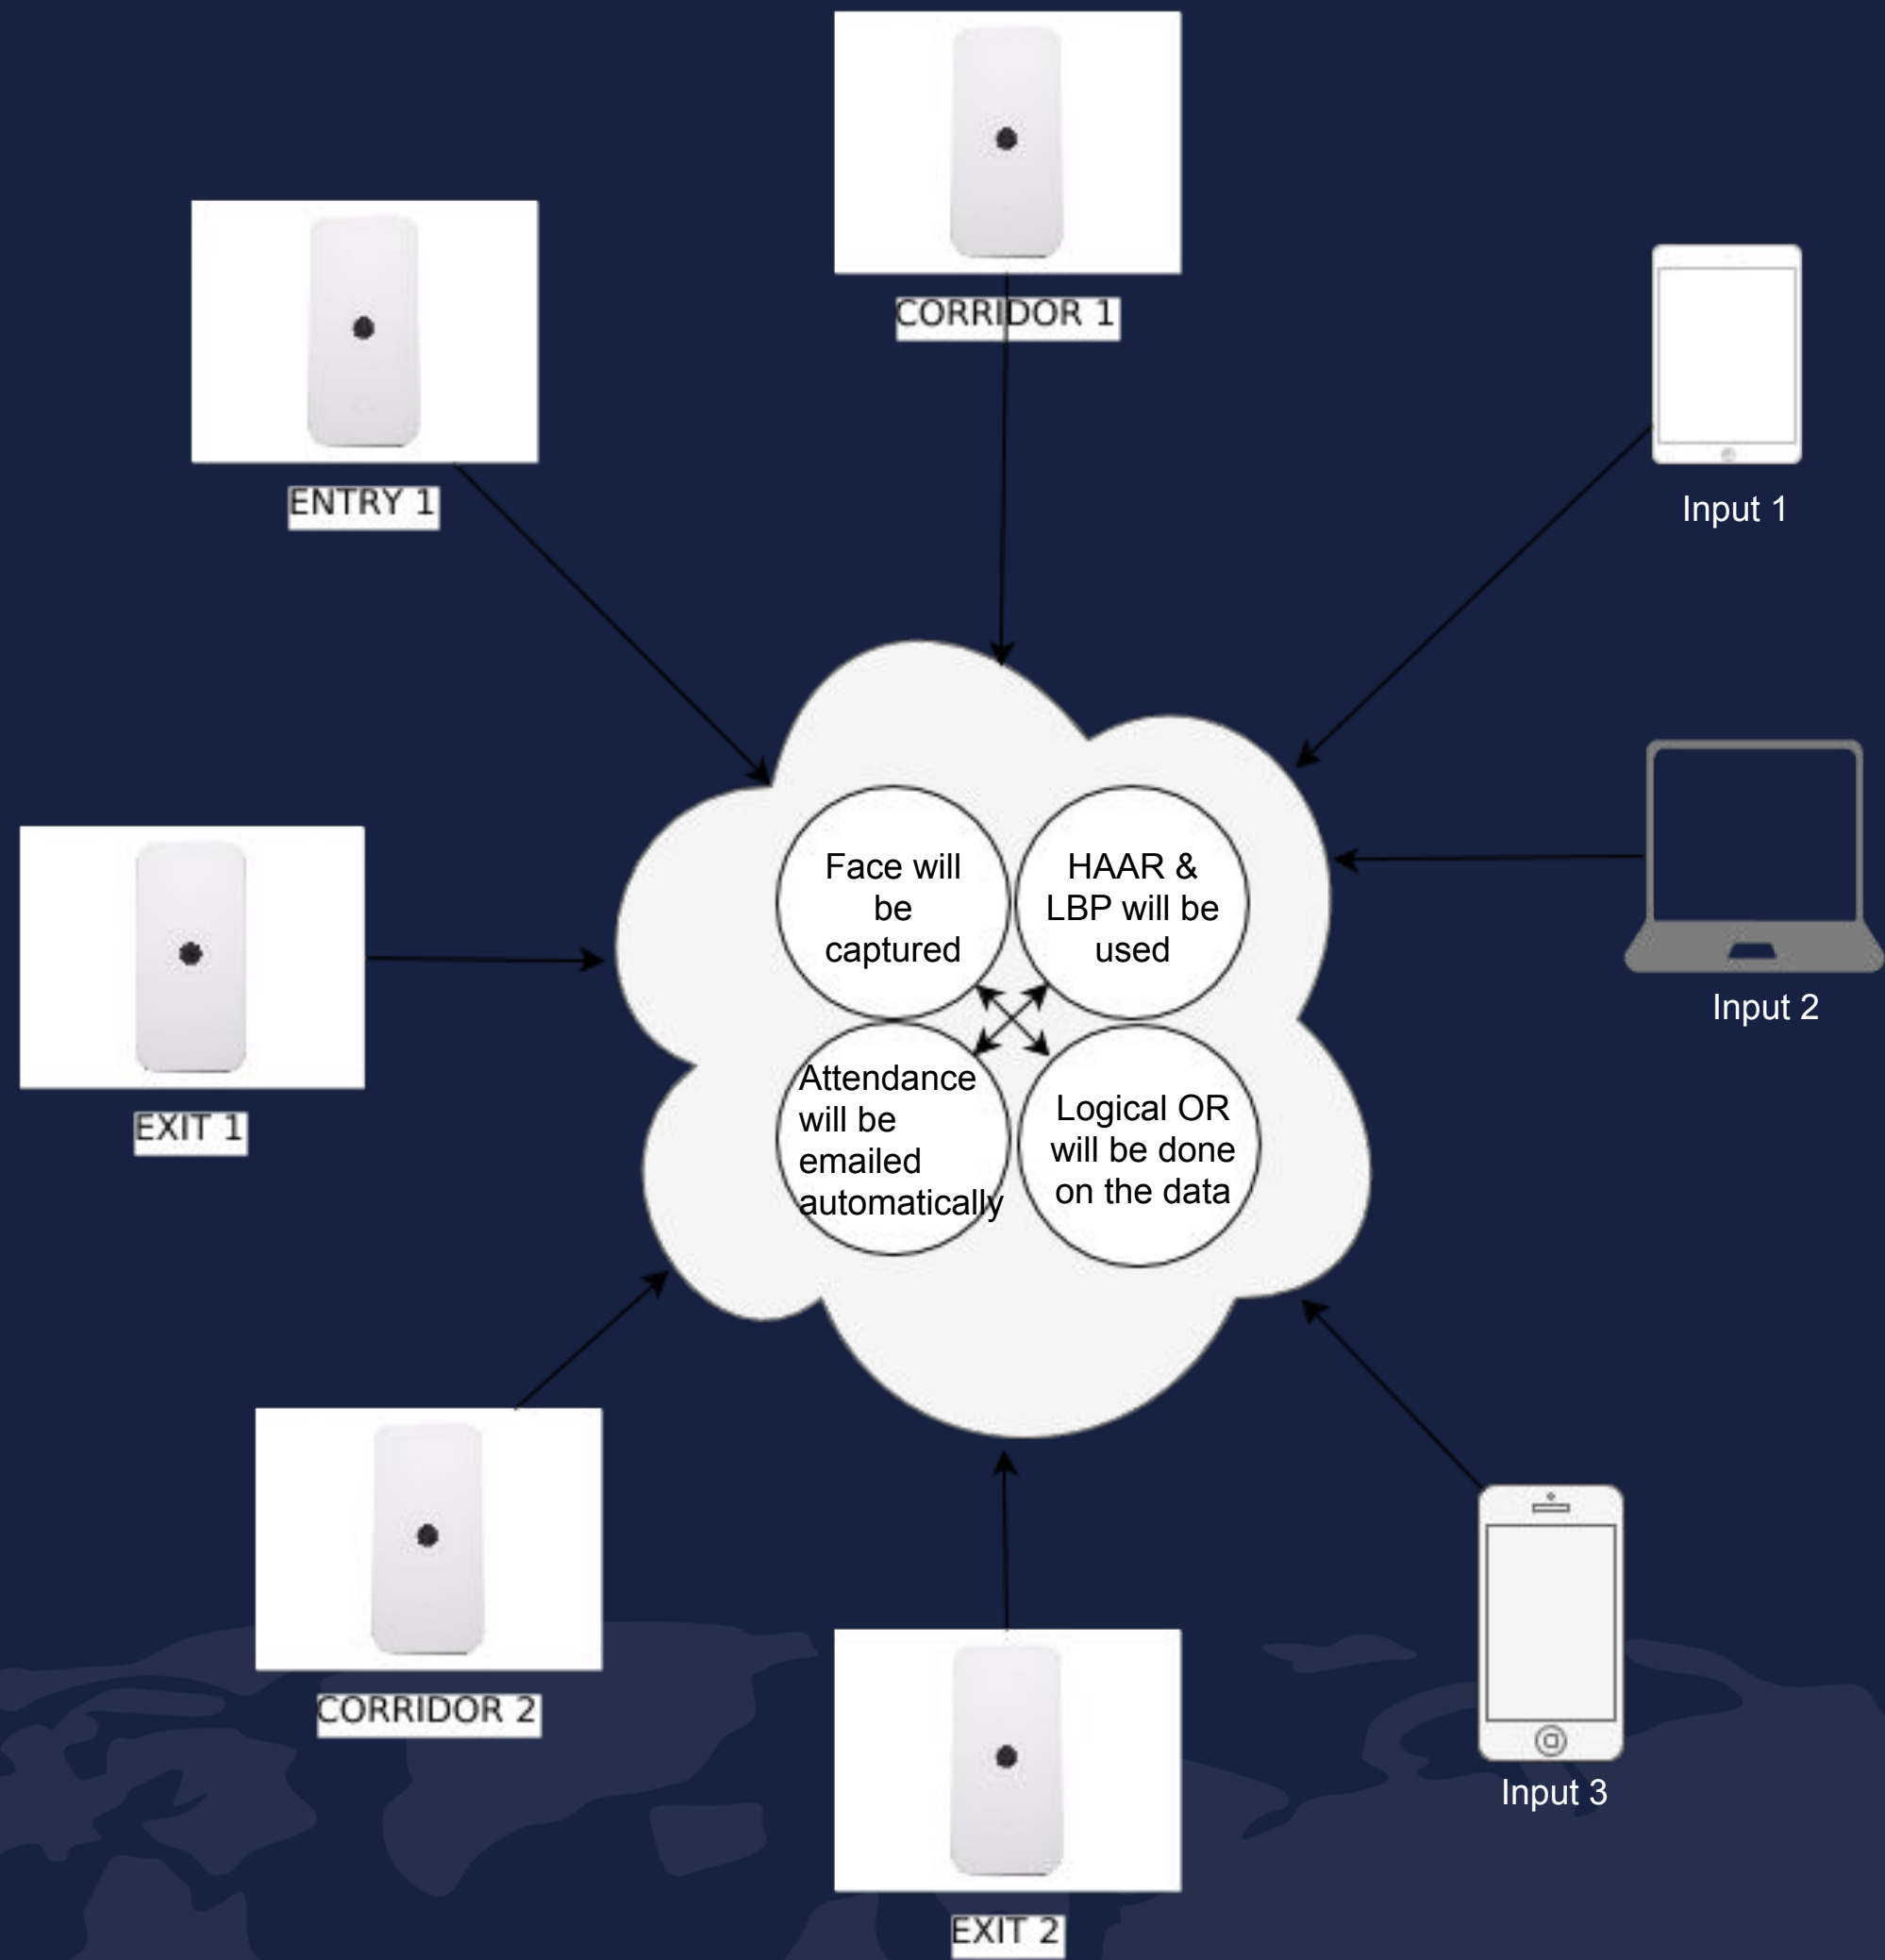 CORRIDOR 1
ENTRY 1
Input 1
Face will
be
captured
HAAR &
LBP will be
used
Input 2
Attendance
will be
emailed
automatically
Logical OR
will be done
on the data
EXIT 1
CORRIDOR 2
Input 3
EXIT 2